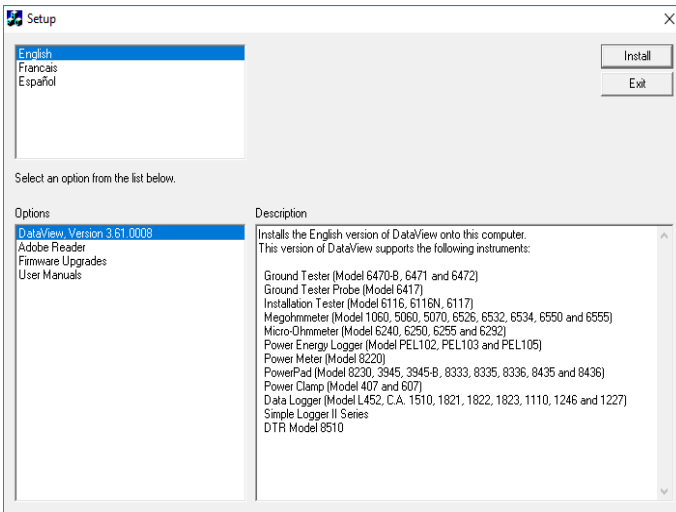 Setup
English
Francais
Español
Install
Exit
Select an option from the list below.
Options
DataView, Version 3.61.0008
Adobe Reader
Firmware Upgrades
User Manuals
Description
Installs the English version of DataView onto this computer.
This version of DataView supports the following instruments:
Ground Tester (Model 6470-B, 6471 and 6472)
Ground Tester Probe (Model 6417)
Installation Tester (Model 6116, 6116N, 6117)
Megohmmeter (Model 1060, 5060, 5070, 6526, 6532, 6534, 6550 and 6555)
Micro-Ohmmeter (Model 6240, 6250, 6255 and 6292)
Power Energy Logger (Model PEL102, PEL103 and PEL105)
Power Meter (Model 8220)
PowerPad (Model 8230, 3945, 3945-B, 8333, 8335, 8336, 8435 and 8436)
Power Clamp (Model 407 and 607)
Data Logger (Model L452, C.A. 1510, 1821, 1822, 1823, 1110, 1246 and 1227)
Simple Logger II Series
DTR Model 8510